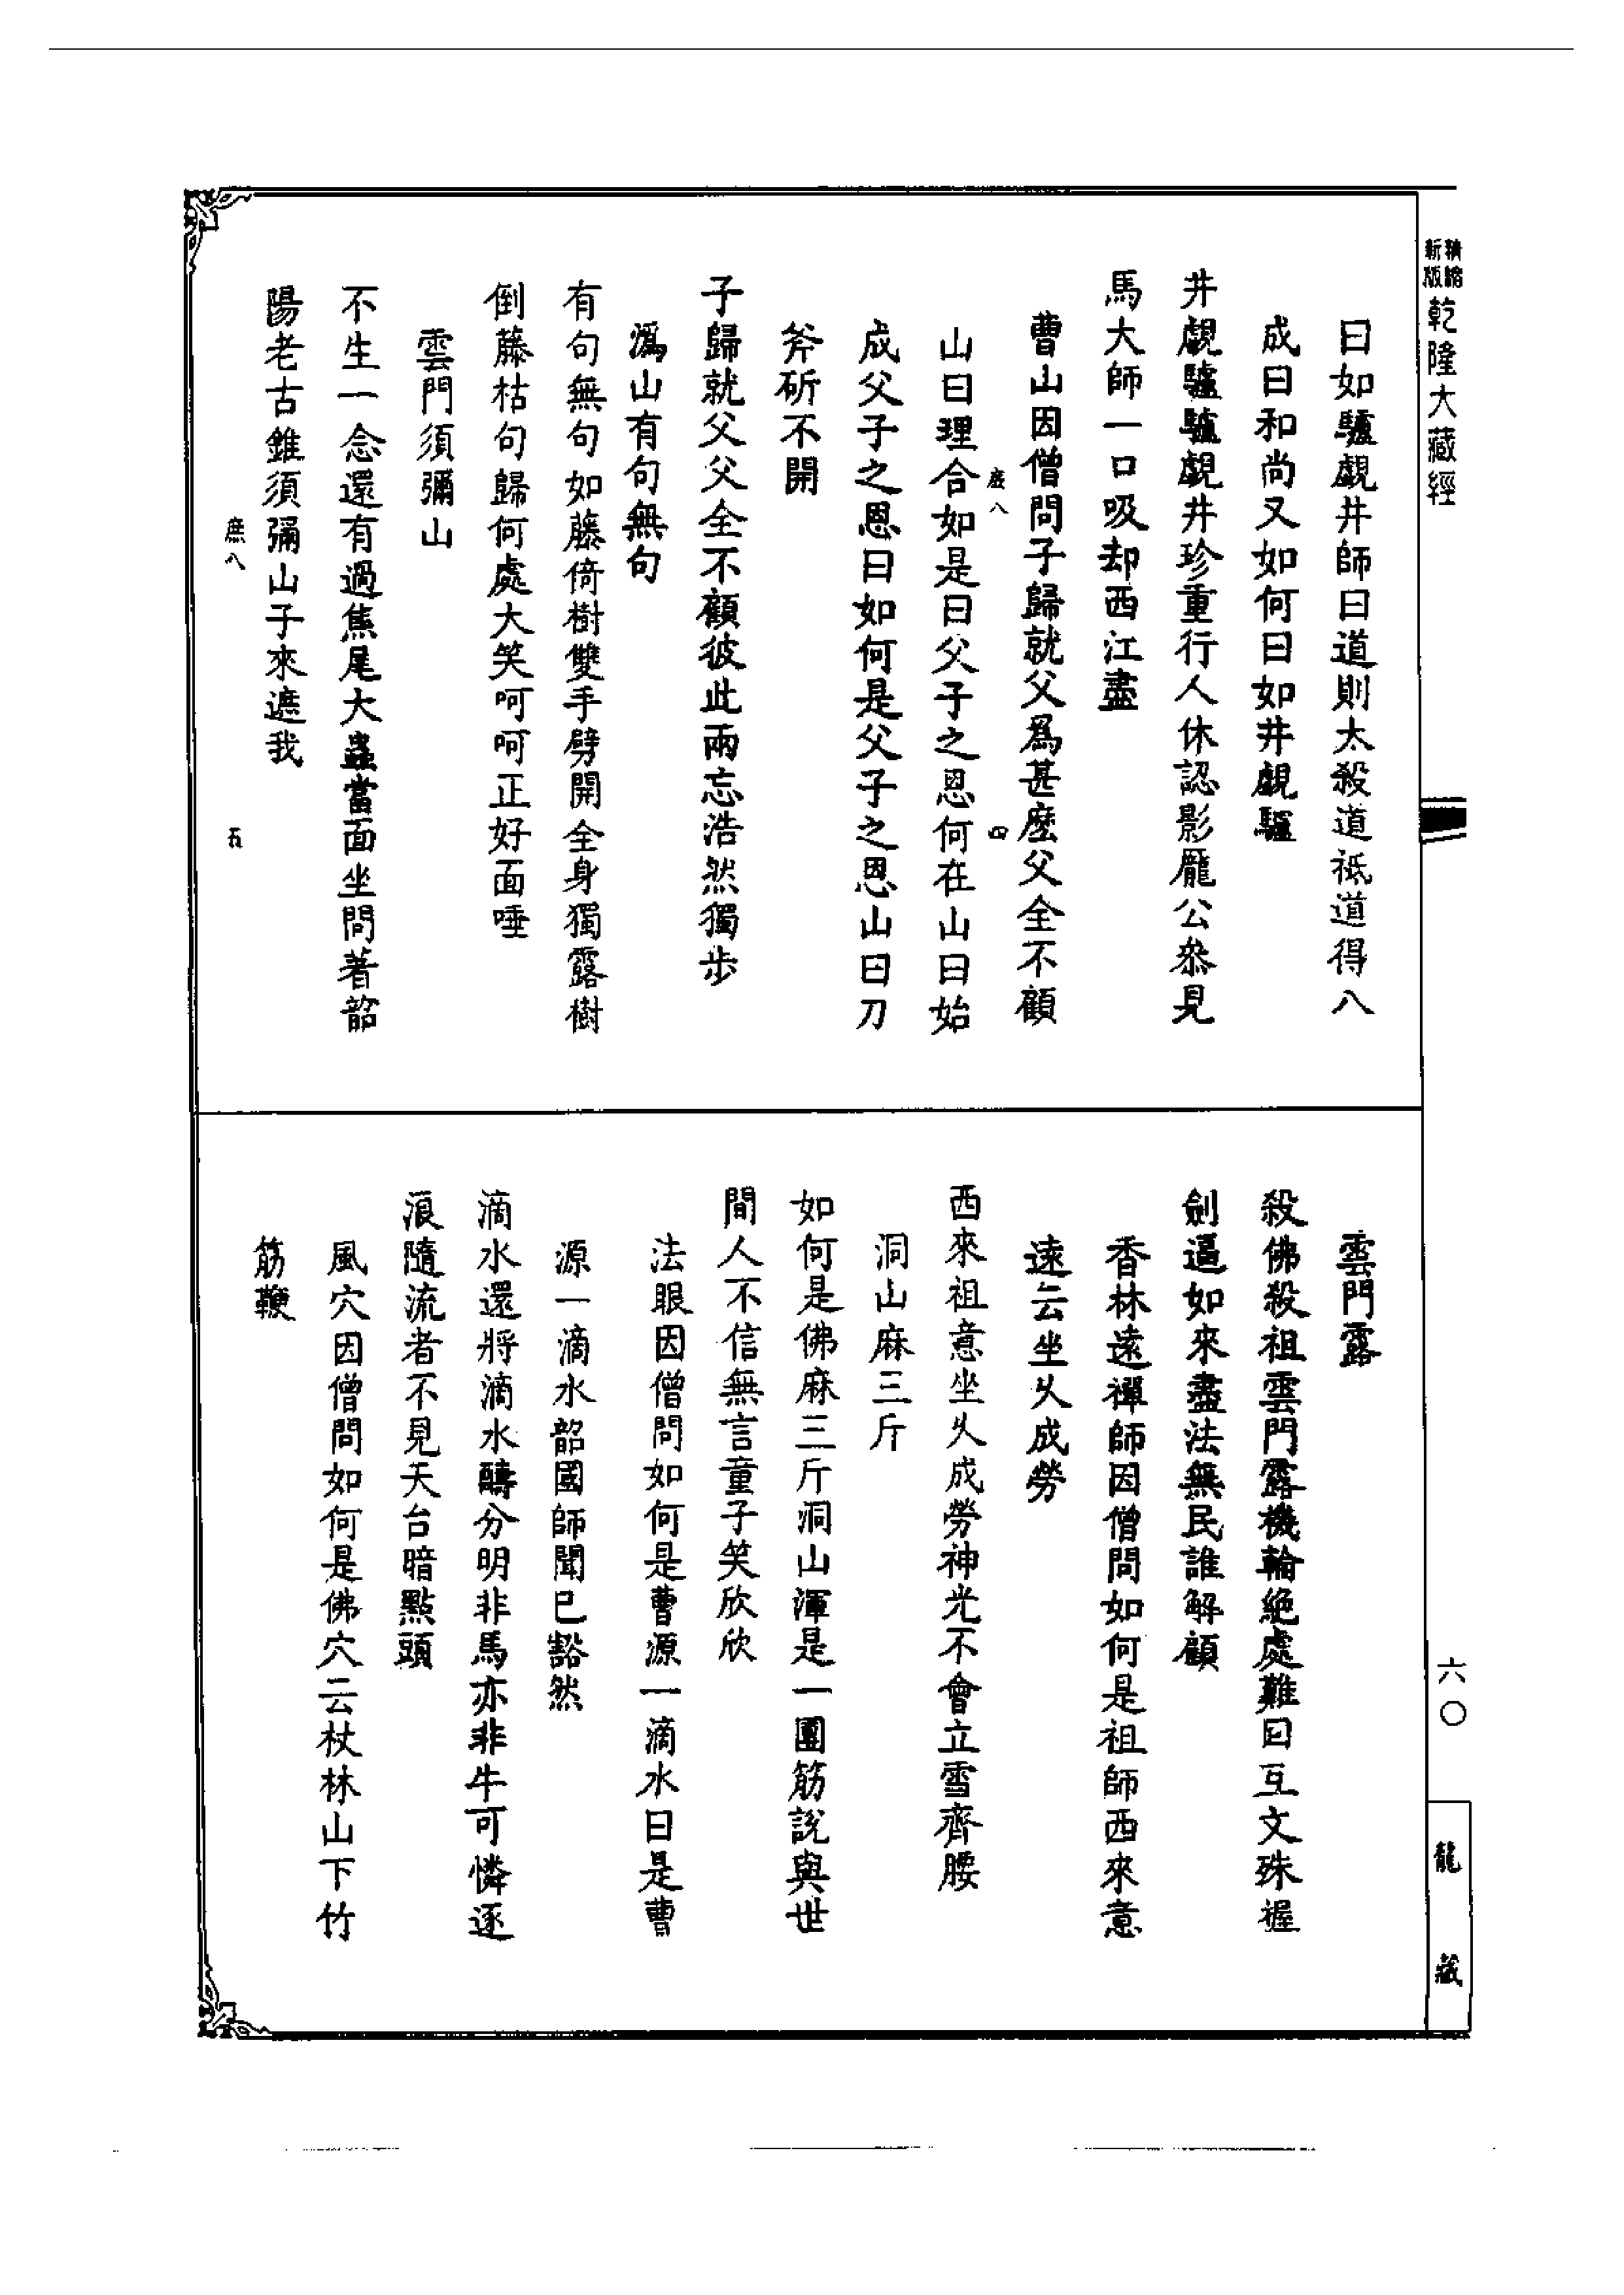 精縮
新版
乾隆大藏經
曰如驢覷井師曰道則太殺道祇道得八
成曰和尚又如何曰如井覷驢
井覷驢驢覷井珍重行人休認影龐公叅見
馬大師一口吸却西江盡
曹山因僧問子歸就父爲甚麽父全不顧
庻八 四
山曰理合如是曰父子之恩何在山曰始
成父子之恩曰如何是父子之恩山曰刀
斧斫不開
子歸就父父全不顧彼此兩忘浩然獨步
溈山有句無句
有句無句如藤倚樹雙手劈開全身獨露樹
倒藤枯句歸何處大笑呵呵正好面唾
雲門須彌山
不生一念還有過焦尾大蟲當面坐問著韶
陽老古錐須彌山子來遮我
庻八 五
雲門露
殺佛殺祖雲門露機輪絕處難曰互文殊握
劍逼如來盡法無民誰解顧
香林遠禪師因僧問如何是祖師西來意
遠云坐乆成勞
西來祖意坐乆成勞神光不會立雪齊腰
洞山麻三斤
如何是佛麻三斤洞山渾是一團筋說與世
間人不信無言童子笑欣欣
法眼因僧問如何是曹源一滴水曰是曹
源一滴水韶國師聞已豁然
滴水還將滴水醻分明非馬亦非牛可憐逐
浪隨流者不見天台暗點頭
風穴因僧問如何是佛穴云杖林山下竹
筋鞭
六〇
龍藏